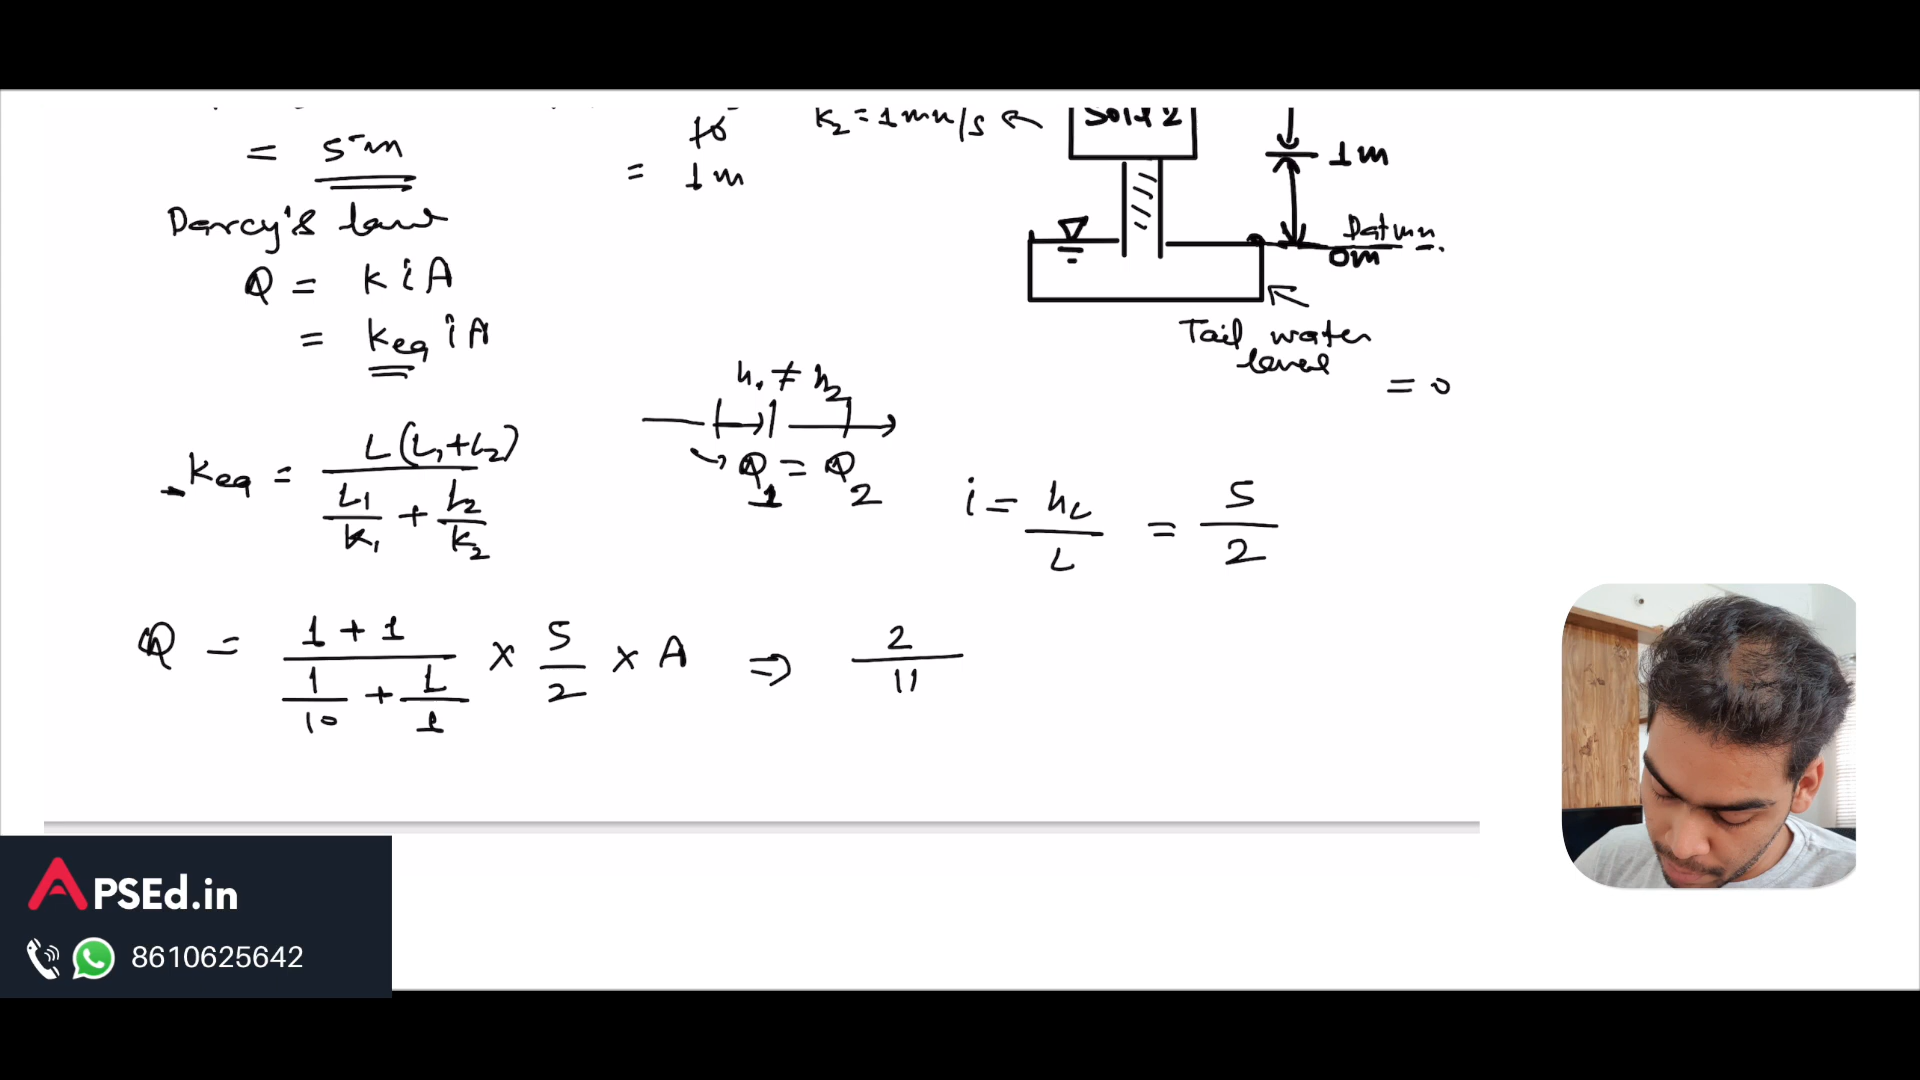 = 5 m
10
= 1 m
K₂ = 1 mm/s
Soil 2
1 m
Datum
0m
Darcy's law
Q = K i A
= Keq i A
Tail water
level
= 0
h₁ ≠ h₂
Q₁ = Q₂
Keq = L (L₁+L₂) / (L₁/K₁ + L₂/K₂)
i = hL / L = 5 / 2
Q = (1 + 1) / (1/10 + 1/1) × 5/2 × A ⇒ 2 / 11
APSEd.in
8610625642